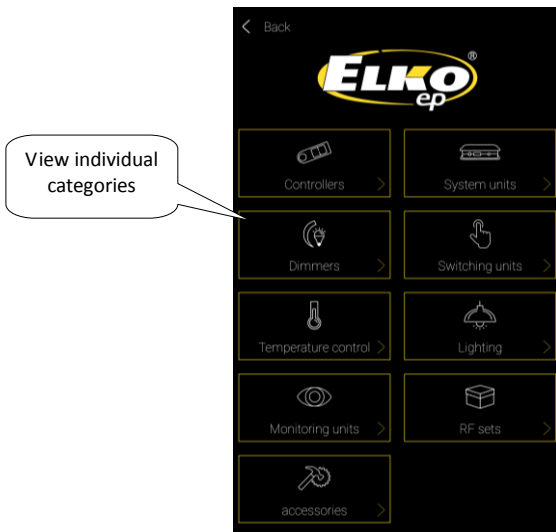 Back
ELKO®
ep
View individual
categories
Controllers
System units
Dimmers
Switching units
Temperature control
Lighting
Monitoring units
RF sets
accessories